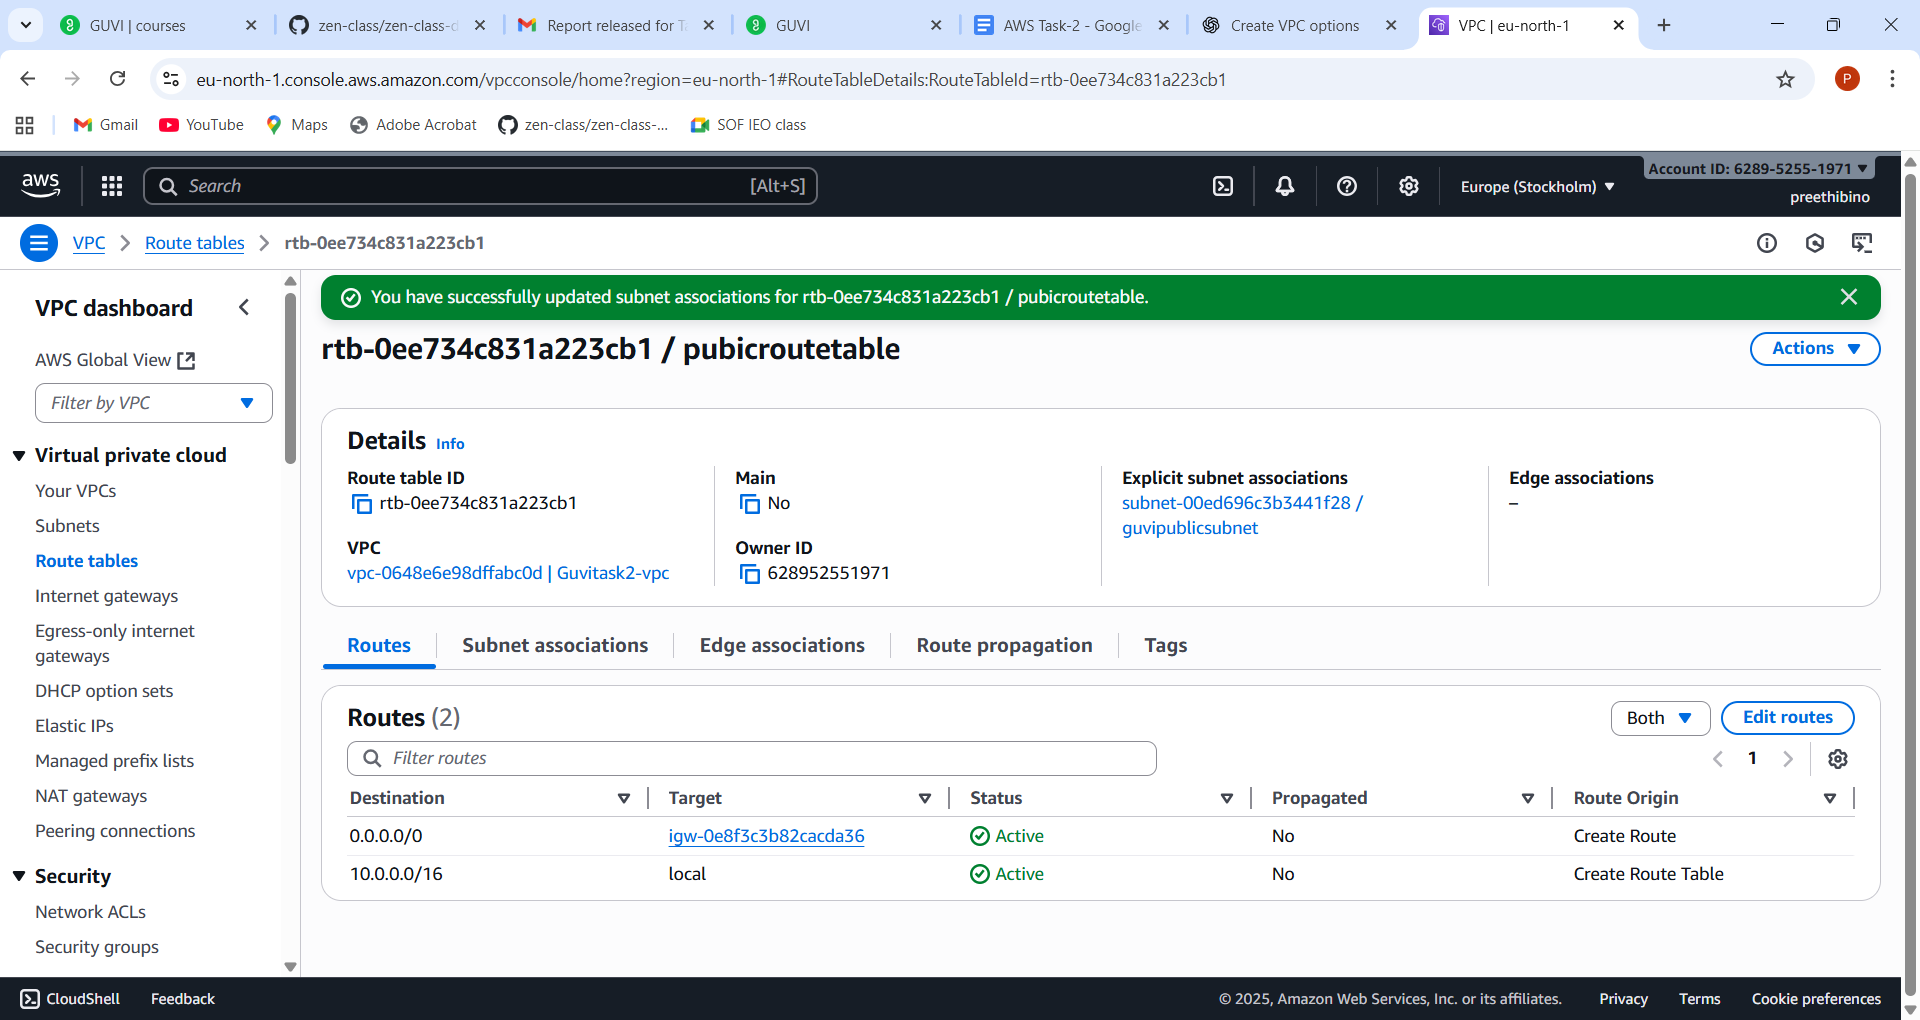 GUVI | courses
zen-class/zen-class-d
Report released for Ta
GUVI
AWS Task-2 - Google
Create VPC options
VPC | eu-north-1
eu-north-1.console.aws.amazon.com/vpcconsole/home?region=eu-north-1#RouteTableDetails:RouteTableId=rtb-0ee734c831a223cb1
P
Gmail
YouTube
Maps
Adobe Acrobat
zen-class/zen-class-...
SOF IEO class
aws
Search
[Alt+S]
Europe (Stockholm)
Account ID: 6289-5255-1971
preethibino
VPC
Route tables
rtb-0ee734c831a223cb1
VPC dashboard
AWS Global View
Filter by VPC
Virtual private cloud
Your VPCs
Subnets
Route tables
Internet gateways
Egress-only internet
gateways
DHCP option sets
Elastic IPs
Managed prefix lists
NAT gateways
Peering connections
Security
Network ACLs
Security groups
You have successfully updated subnet associations for rtb-0ee734c831a223cb1 / pubicroutetable.
rtb-0ee734c831a223cb1 / pubicroutetable
Actions
Details Info
Route table ID
rtb-0ee734c831a223cb1
Main
No
Explicit subnet associations
subnet-00ed696c3b3441f28 /
guvipublicsubnet
Edge associations
–
VPC
vpc-0648e6e98dffabc0d | Guvitask2-vpc
Owner ID
628952551971
Routes
Subnet associations
Edge associations
Route propagation
Tags
Routes (2)
Both
Edit routes
Filter routes
1
Destination Target Status Propagated Route Origin
0.0.0.0/0 igw-0e8f3c3b82cacda36 Active No Create Route
10.0.0.0/16 local Active No Create Route Table
CloudShell
Feedback
© 2025, Amazon Web Services, Inc. or its affiliates.
Privacy
Terms
Cookie preferences